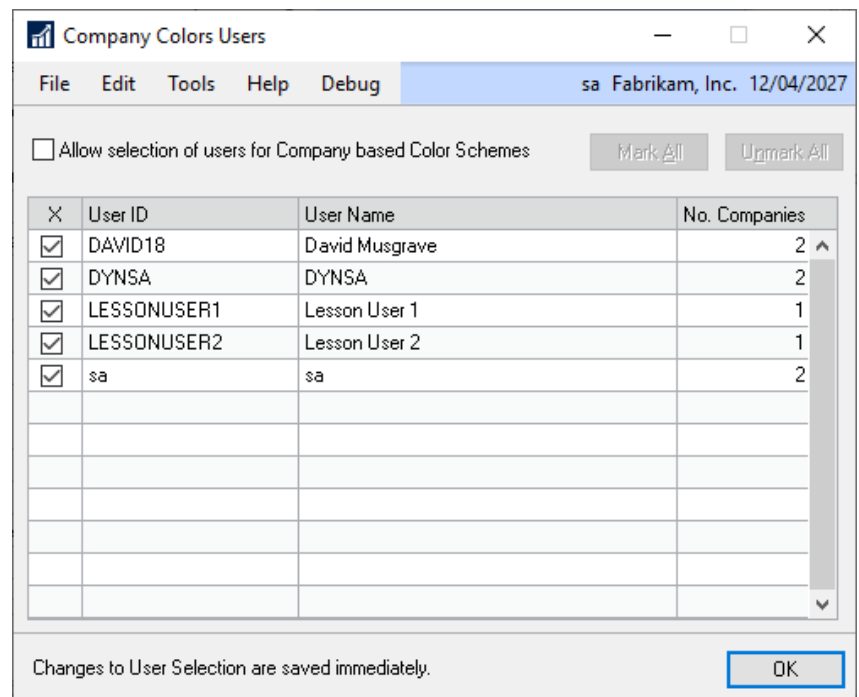 Company Colors Users
File Edit Tools Help Debug sa Fabrikam, Inc. 12/04/2027
Allow selection of users for Company based Color Schemes Mark All Unmark All
X User ID User Name No. Companies
DAVID18 David Musgrave 2
DYNSA DYNSA 2
LESSONUSER1 Lesson User 1 1
LESSONUSER2 Lesson User 2 1
sa sa 2
Changes to User Selection are saved immediately. OK